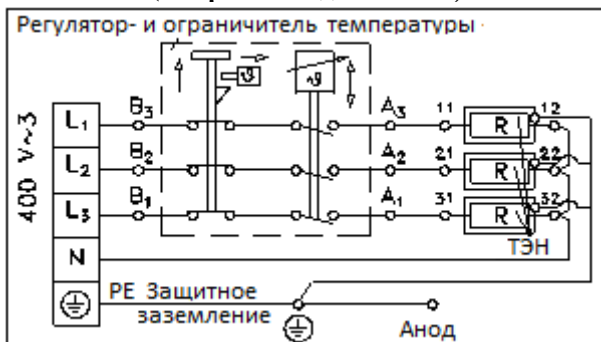 Регулятор- и ограничитель температуры
400 V~3
L1 B3 ϑ ϑ A3 11 R 12
L2 B2 A2 21 R 22
L3 B1 A1 31 R 32
ТЭН
N
PE Защитное
заземление
Анод